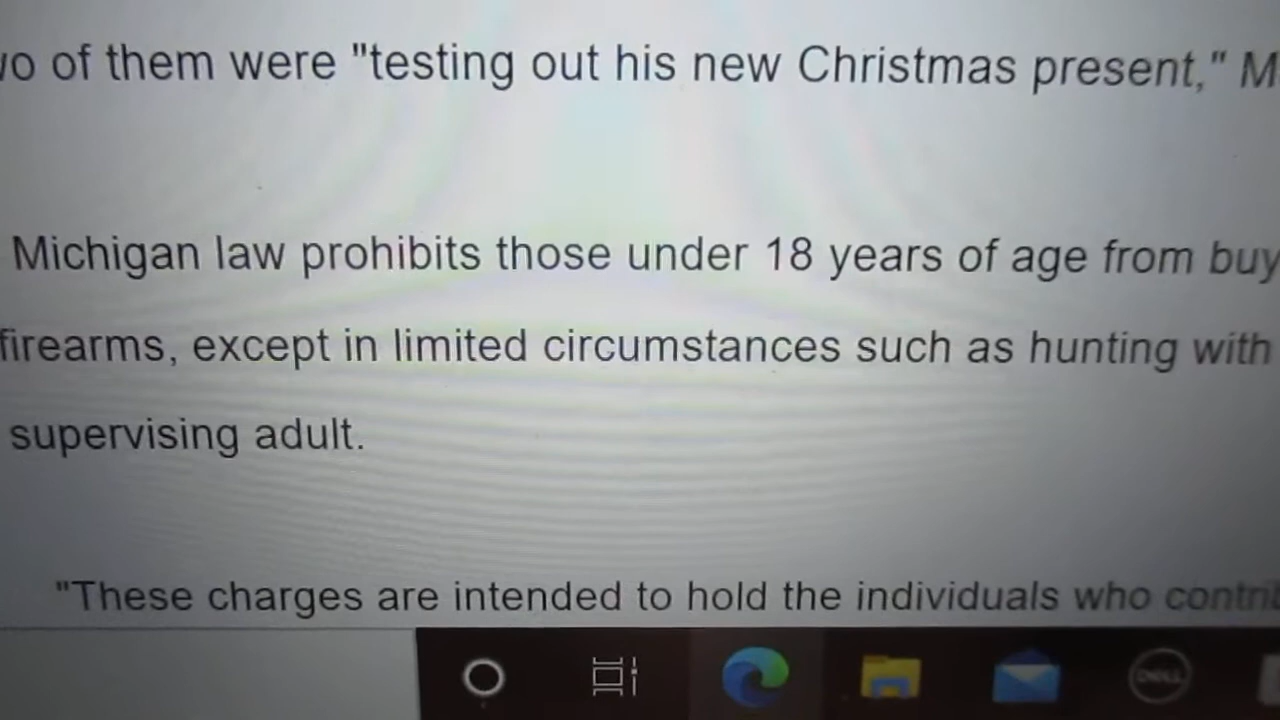 of them were "testing out his new Christmas present," M
Michigan law prohibits those under 18 years of age from buy
firearms, except in limited circumstances such as hunting with
supervising adult.
"These charges are intended to hold the individuals who
DELL